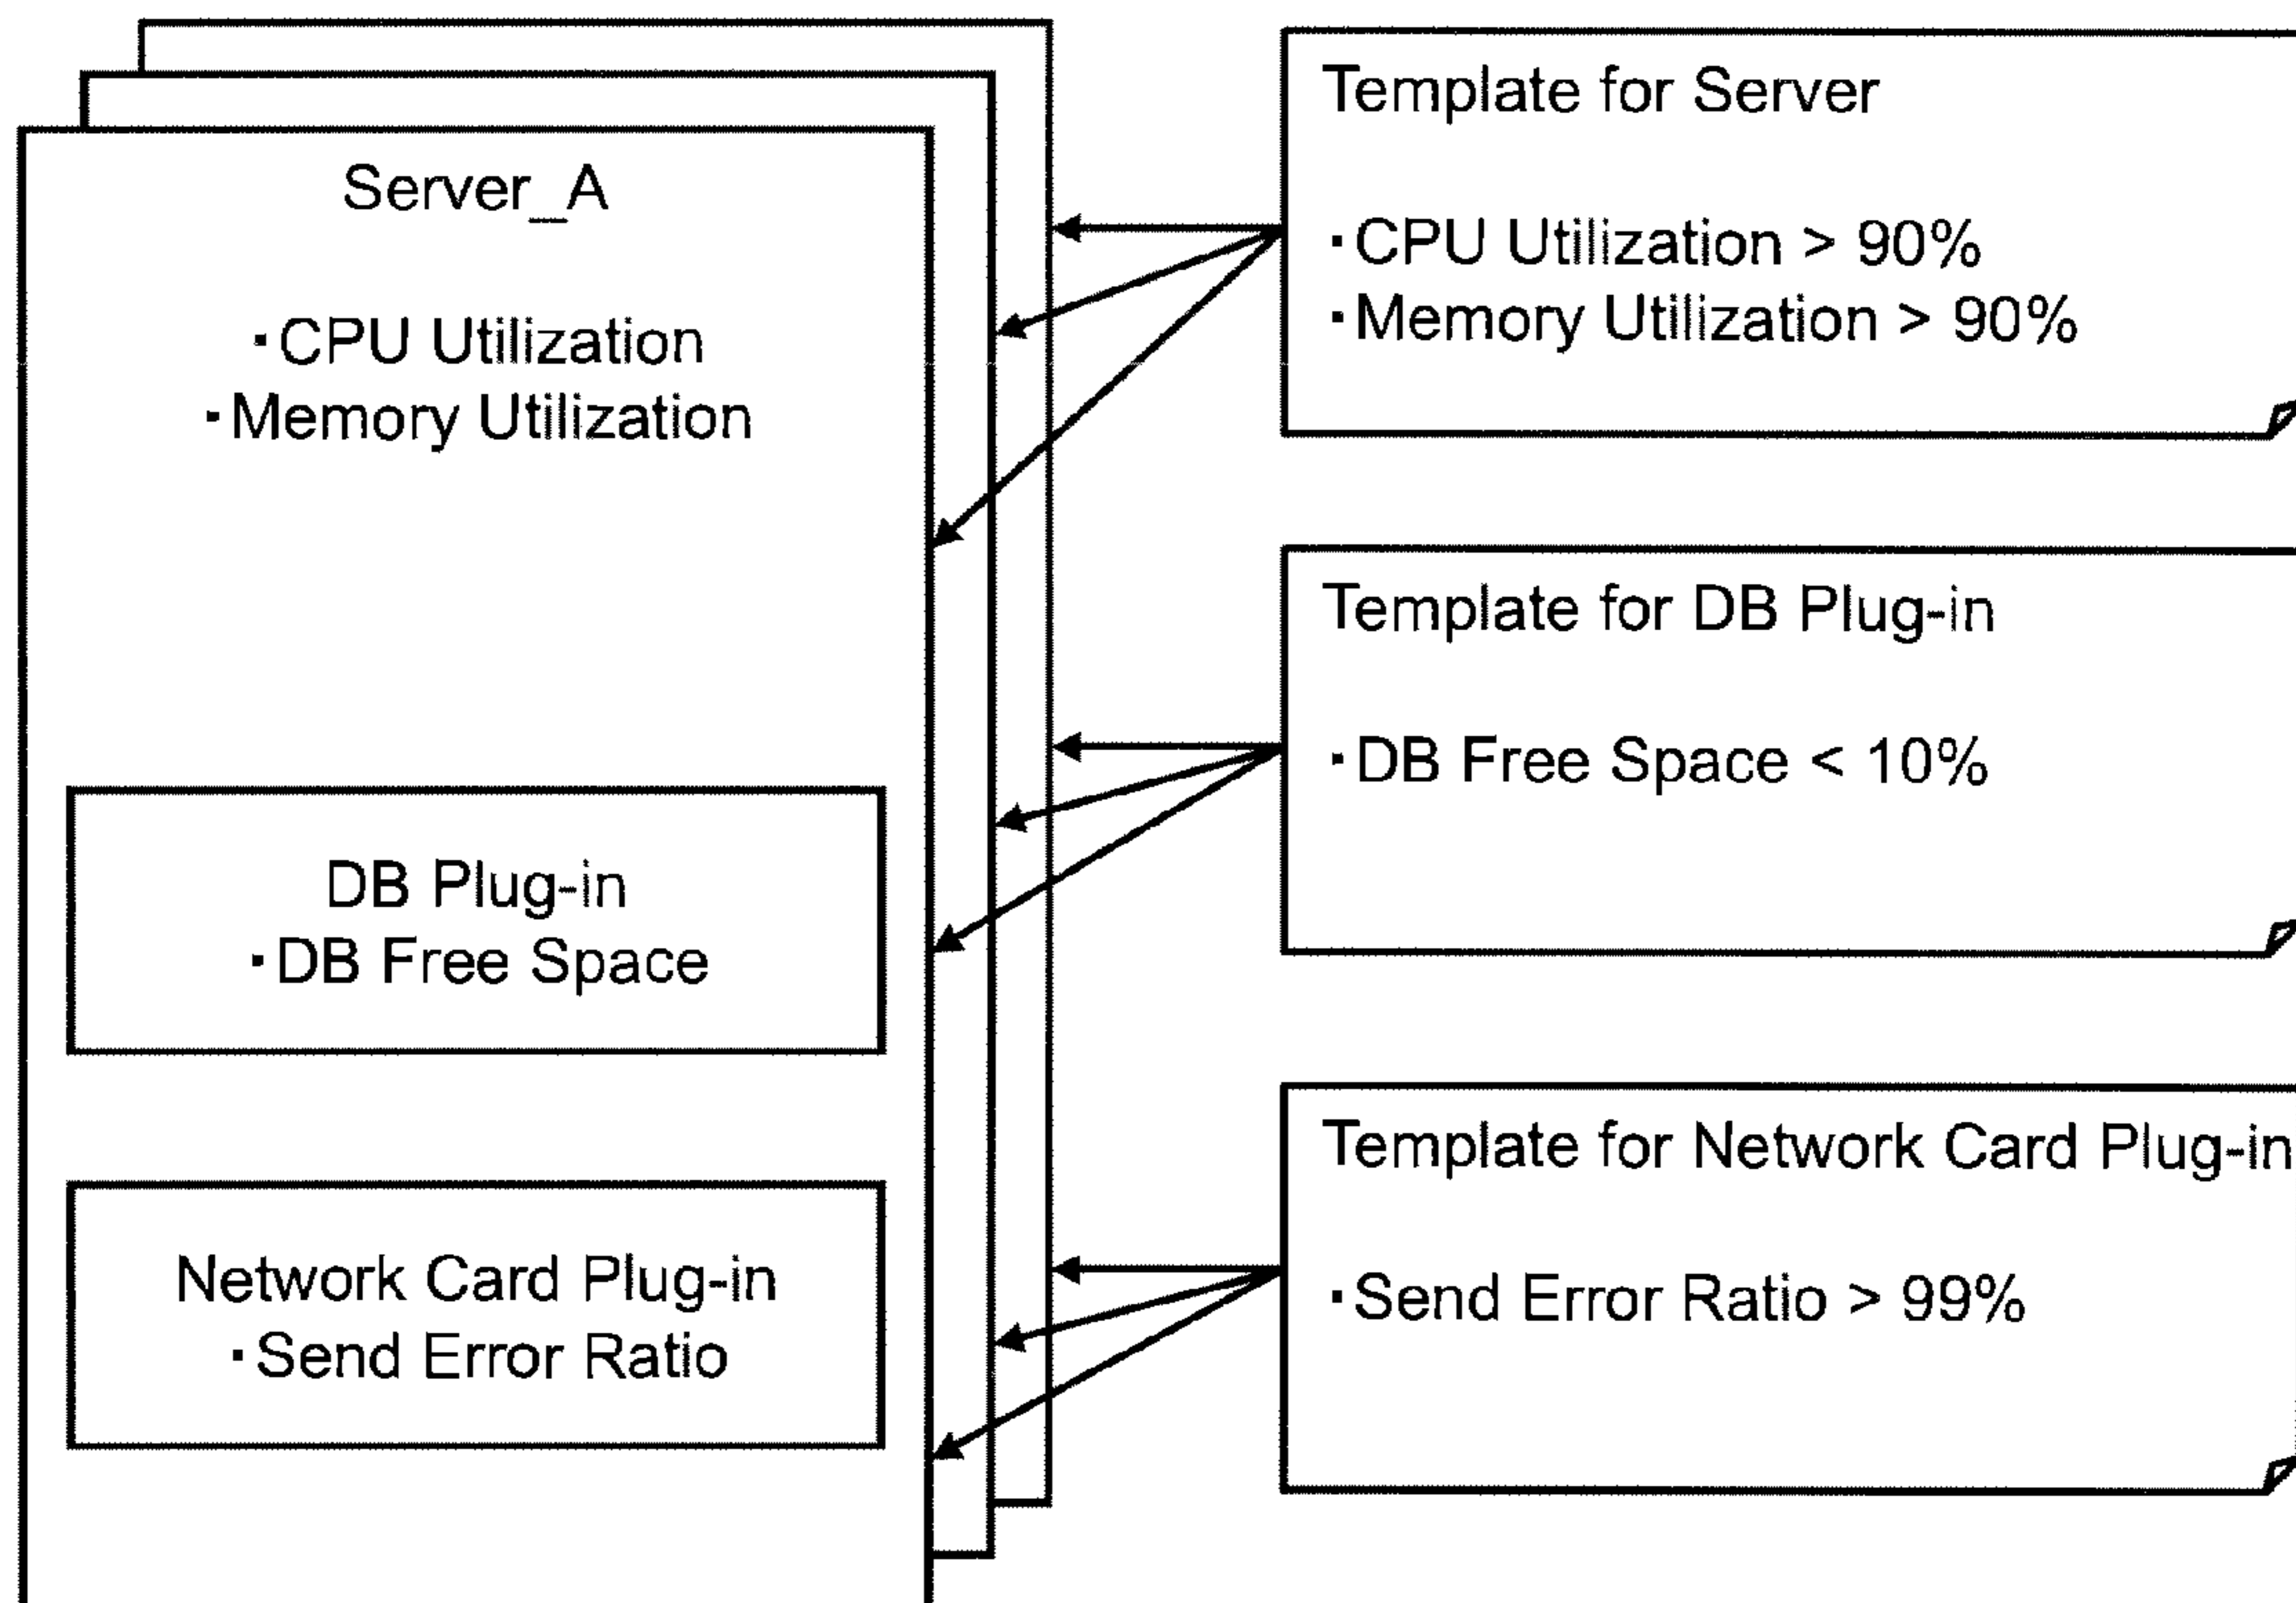 Server_A
・CPU Utilization
・Memory Utilization
DB Plug-in
・DB Free Space
Network Card Plug-in
・Send Error Ratio
Template for Server
・CPU Utilization > 90%
・Memory Utilization > 90%
Template for DB Plug-in
・DB Free Space < 10%
Template for Network Card Plug-in
・Send Error Ratio > 99%